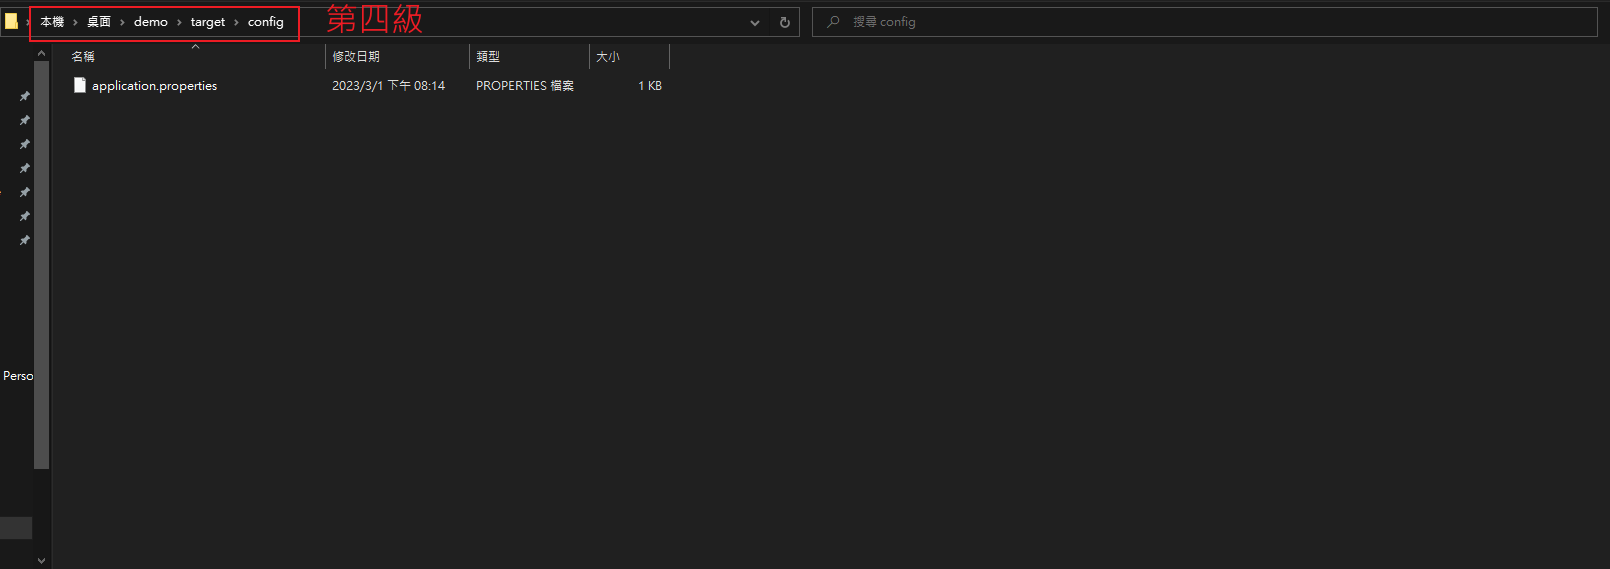 本機 › 桌面 › demo › target › config
第四級
搜尋 config
名稱 修改日期 類型 大小
application.properties 2023/3/1 下午 08:14 PROPERTIES 檔案 1 KB
Perso